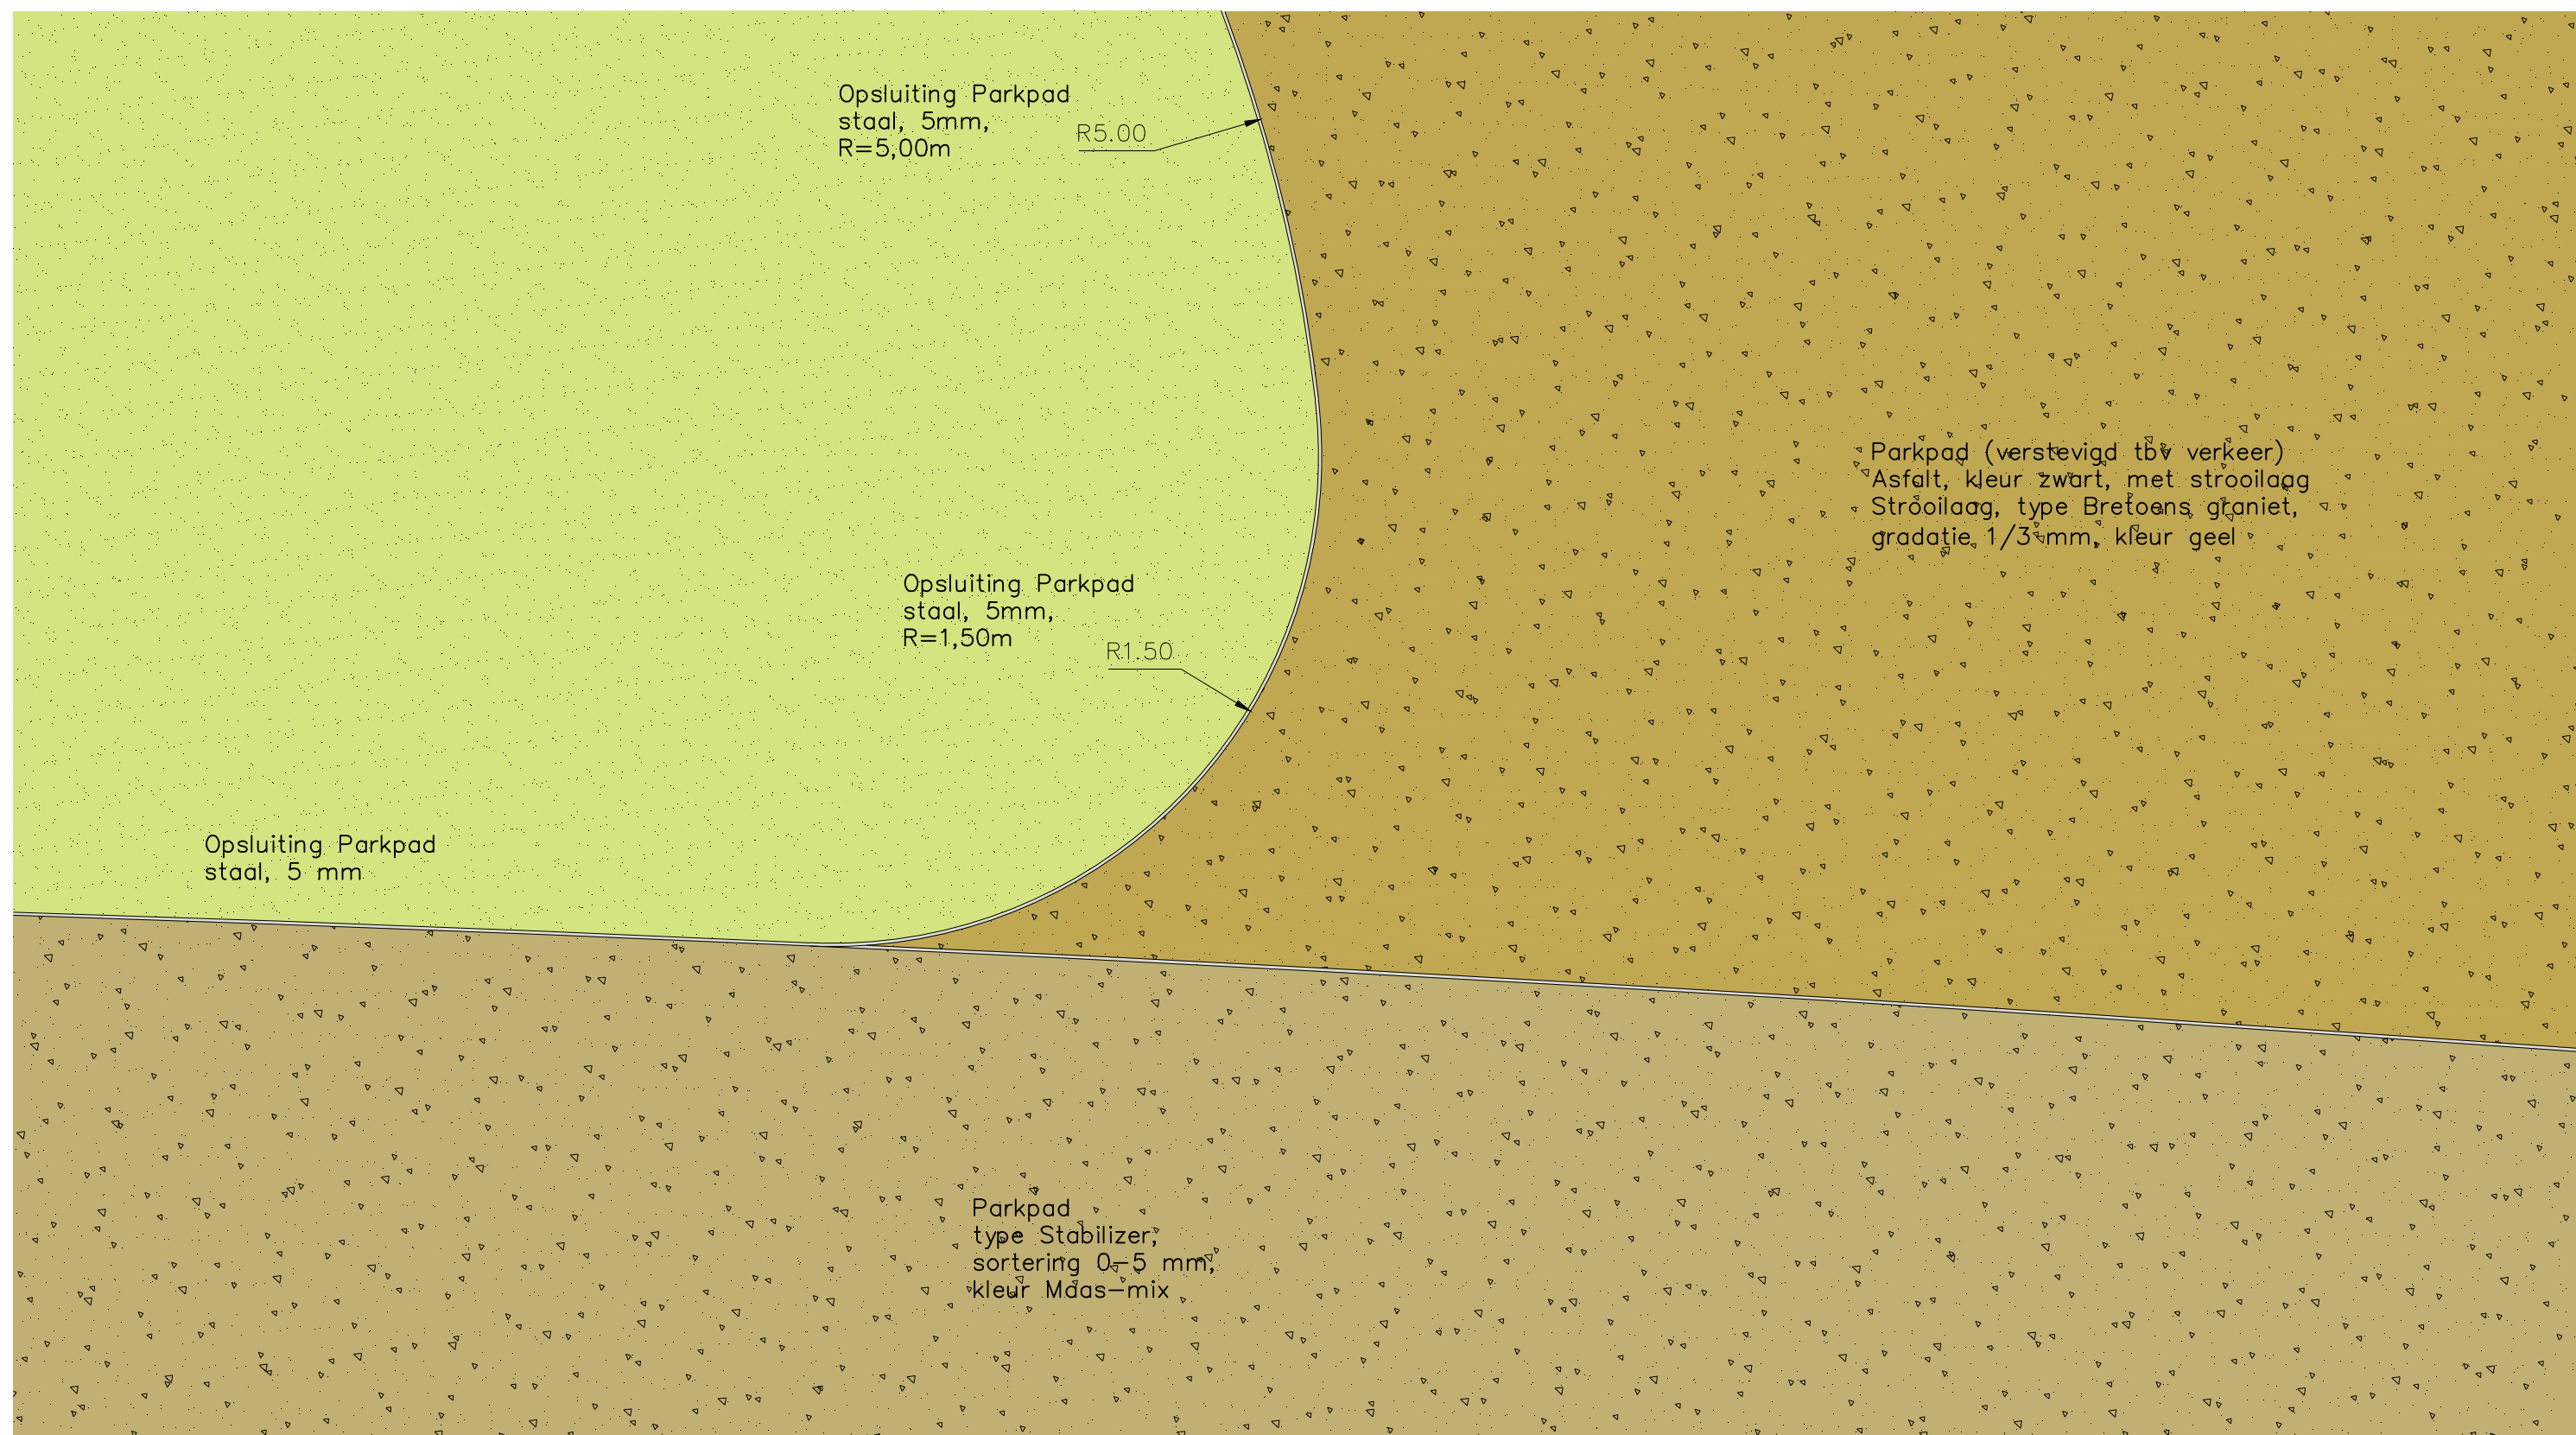 Opsluiting Parkpad
staal, 5mm,
R=5,00m
R5.00
Parkpad (verstevigd tbv verkeer)
Asfalt, kleur zwart, met strooilaag
Strooilaag, type Bretoens graniet,
gradatie 1/3 mm, kleur geel
Opsluiting Parkpad
staal, 5mm,
R=1,50m
R1.50
Opsluiting Parkpad
staal, 5 mm
Parkpad
type Stabilizer,
sortering 0-5 mm,
kleur Maas-mix